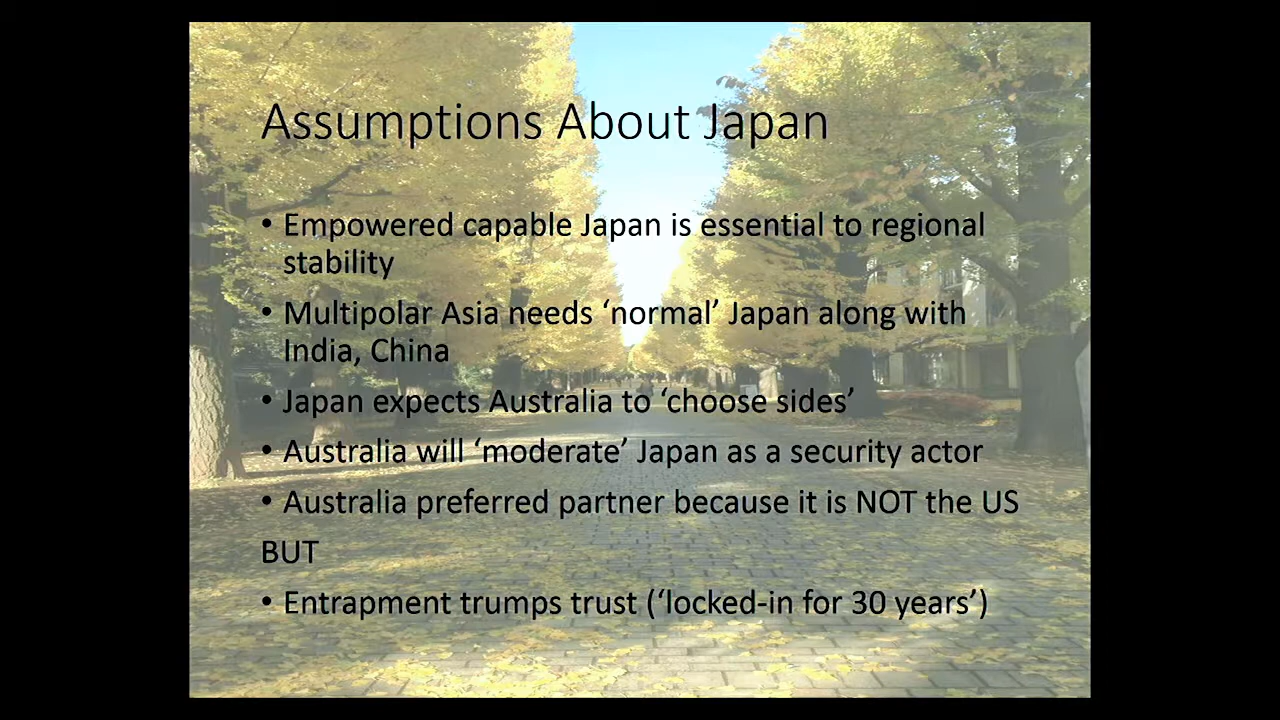 Assumptions About Japan
• Empowered capable Japan is essential to regional
stability
• Multipolar Asia needs ‘normal’ Japan along with
India, China
• Japan expects Australia to ‘choose sides’
• Australia will ‘moderate’ Japan as a security actor
• Australia preferred partner because it is NOT the US
BUT
• Entrapment trumps trust (‘locked-in for 30 years’)